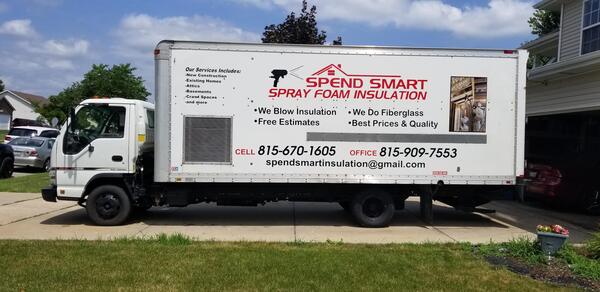 Our Services Includes:
-New Construction
-Existing Homes
-Attics
-Basements
-Crawl Spaces
-and more
SPEND SMART
SPRAY FOAM INSULATION
•We Blow Insulation
•We Do Fiberglass
•Free Estimates
•Best Prices & Quality
CELL 815-670-1605
OFFICE 815-909-7553
spendsmartinsulation@gmail.com